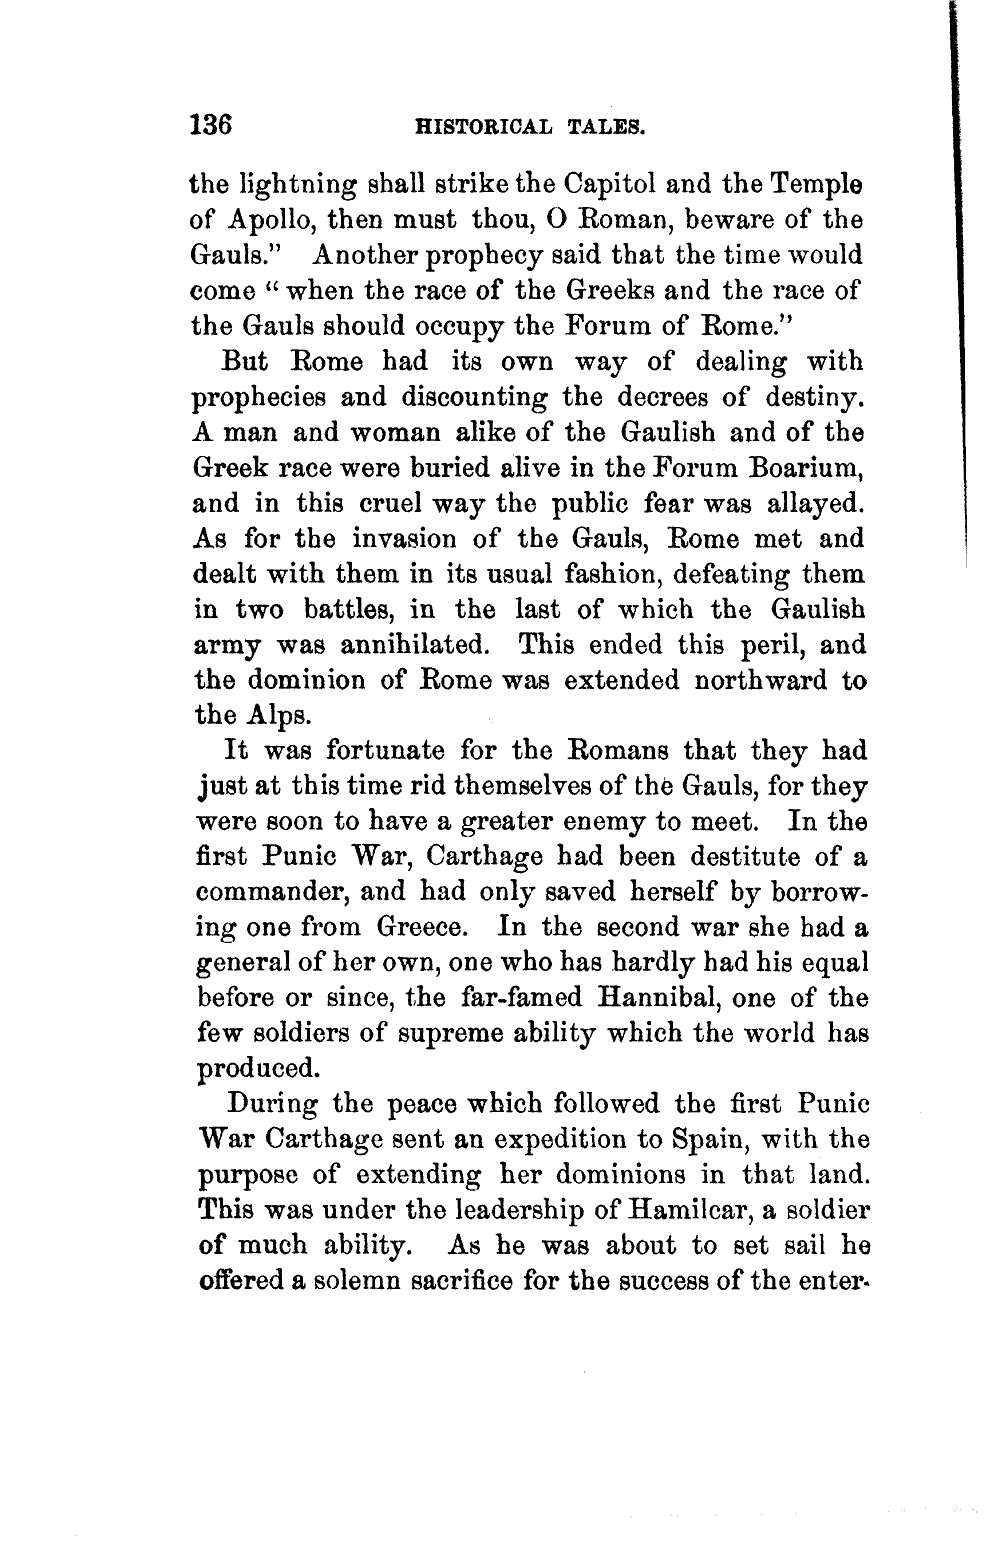 136 HISTORICAL TALES.
the lightning shall strike the Capitol and the Temple
of Apollo, then must thou, O Roman, beware of the
Gauls.” Another prophecy said that the time would
come “ when the race of the Greeks and the race of
the Gauls should occupy the Forum of Rome.”
But Rome had its own way of dealing with
prophecies and discounting the decrees of destiny.
A man and woman alike of the Gaulish and of the
Greek race were buried alive in the Forum Boarium,
and in this cruel way the public fear was allayed.
As for the invasion of the Gauls, Rome met and
dealt with them in its usual fashion, defeating them
in two battles, in the last of which the Gaulish
army was annihilated. This ended this peril, and
the dominion of Rome was extended northward to
the Alps.
It was fortunate for the Romans that they had
just at this time rid themselves of the Gauls, for they
were soon to have a greater enemy to meet. In the
first Punic War, Carthage had been destitute of a
commander, and had only saved herself by borrow-
ing one from Greece. In the second war she had a
general of her own, one who has hardly had his equal
before or since, the far-famed Hannibal, one of the
few soldiers of supreme ability which the world has
produced.
During the peace which followed the first Punic
War Carthage sent an expedition to Spain, with the
purpose of extending her dominions in that land.
This was under the leadership of Hamilcar, a soldier
of much ability. As he was about to set sail he
offered a solemn sacrifice for the success of the enter-